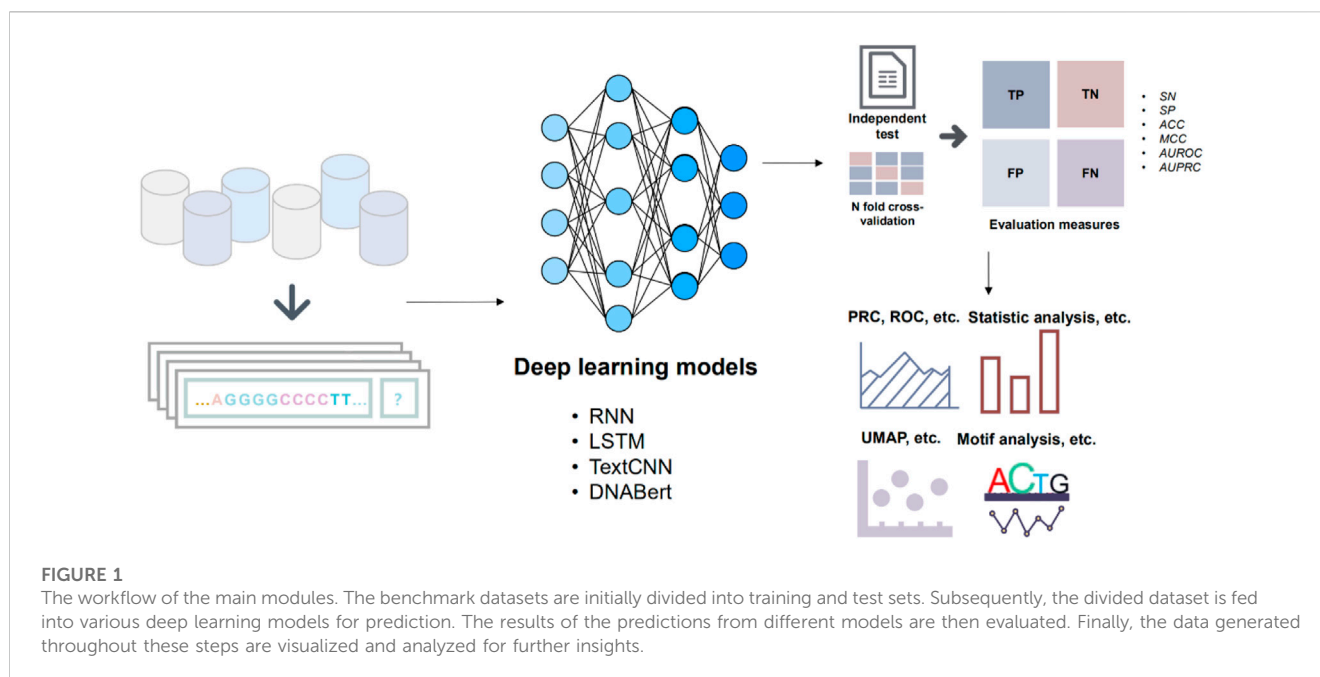 ...AGGGGCCCCTT...
?
Deep learning models
• RNN
• LSTM
• TextCNN
• DNABert
Independent
test
N fold cross-
validation
TP
TN
FP
FN
Evaluation measures
• SN
• SP
• ACC
• MCC
• AUROC
• AUPRC
PRC, ROC, etc.
Statistic analysis, etc.
UMAP, etc.
Motif analysis, etc.
ACTG
FIGURE 1
The workflow of the main modules. The benchmark datasets are initially divided into training and test sets. Subsequently, the divided dataset is fed
into various deep learning models for prediction. The results of the predictions from different models are then evaluated. Finally, the data generated
throughout these steps are visualized and analyzed for further insights.